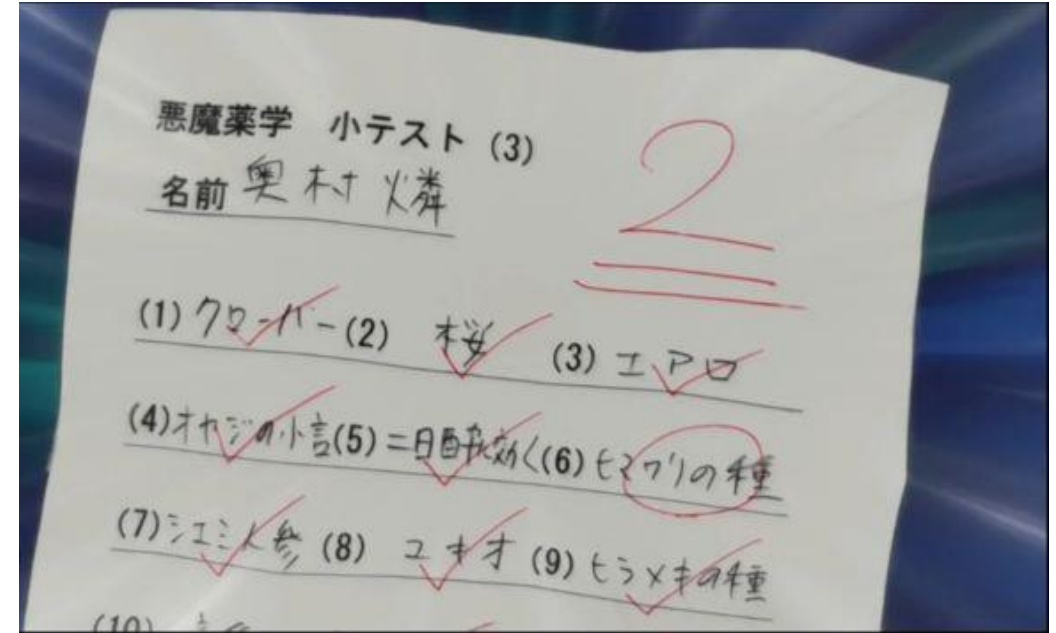 悪魔薬学 小テスト (3)
名前 奥村 燐
2
(1) クローバー (2) 桜 (3) エアロ
(4) オヤジの小言 (5) 二日酔に効く (6) ヒマワリの種
(7) シエミ人参 (8) ユキオ (9) ヒラメキの種
(10)